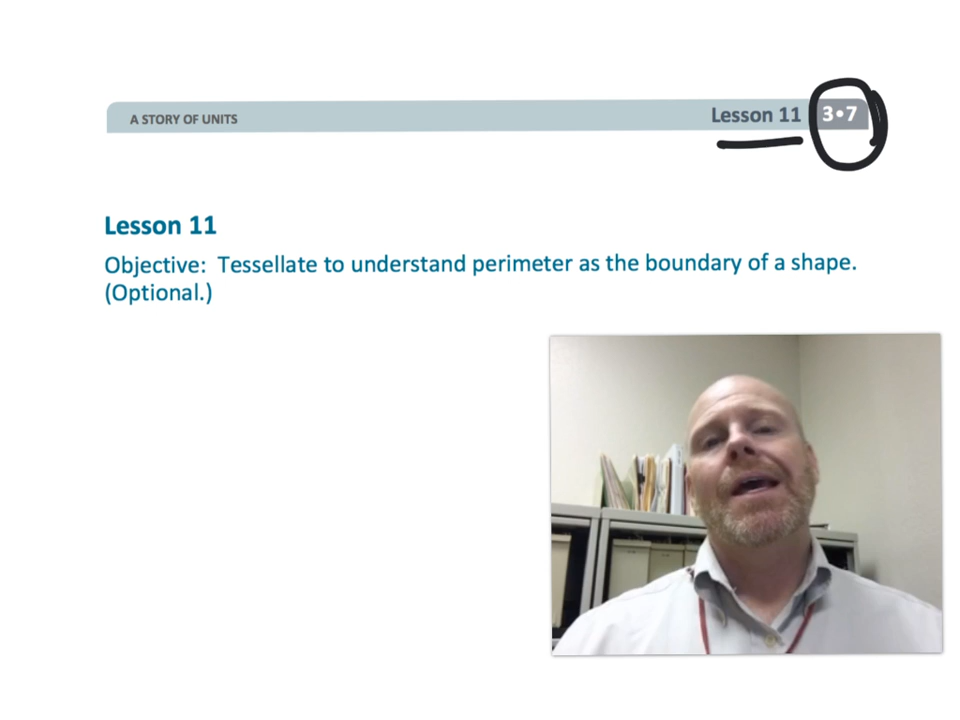 A STORY OF UNITS
Lesson 11 3•7
Lesson 11
Objective: Tessellate to understand perimeter as the boundary of a shape.
(Optional.)